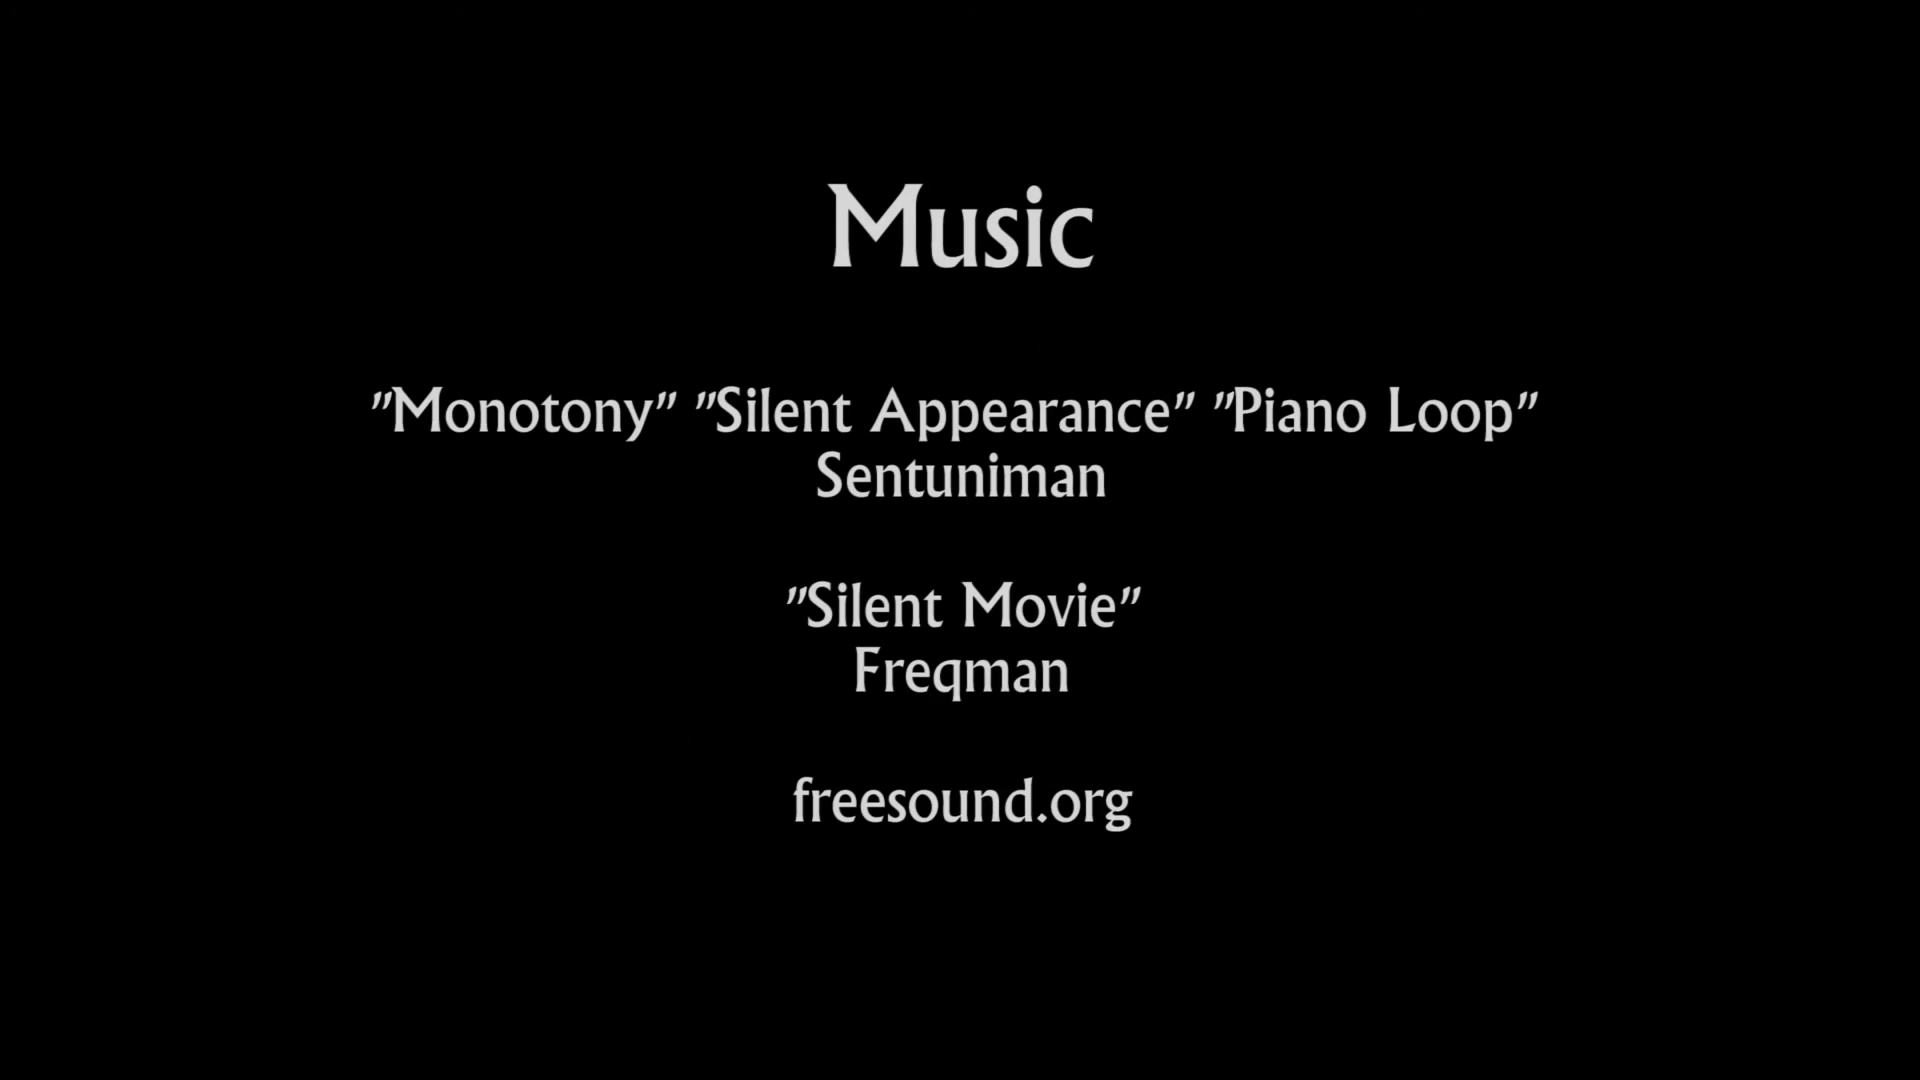 Music
"Monotony" "Silent Appearance" "Piano Loop"
Sentuniman
"Silent Movie"
Freqman
freesound.org